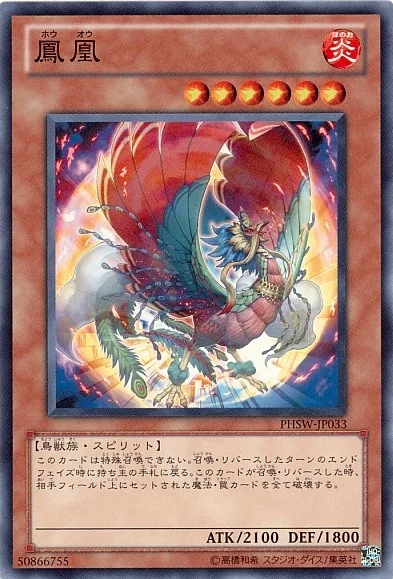 ホウ オウ
鳳凰
ほのお
炎
PHSW-JP033
【鳥獣族・スピリット】
このカードは特殊召喚できない。召喚・リバースしたターンのエンド
フェイズ時に持ち主の手札に戻る。このカードが召喚・リバースした時、
相手フィールド上にセットされた魔法・罠カードを全て破壊する。
ATK/2100 DEF/1800
50866755
©高橋和希 スタジオ・ダイス/集英社